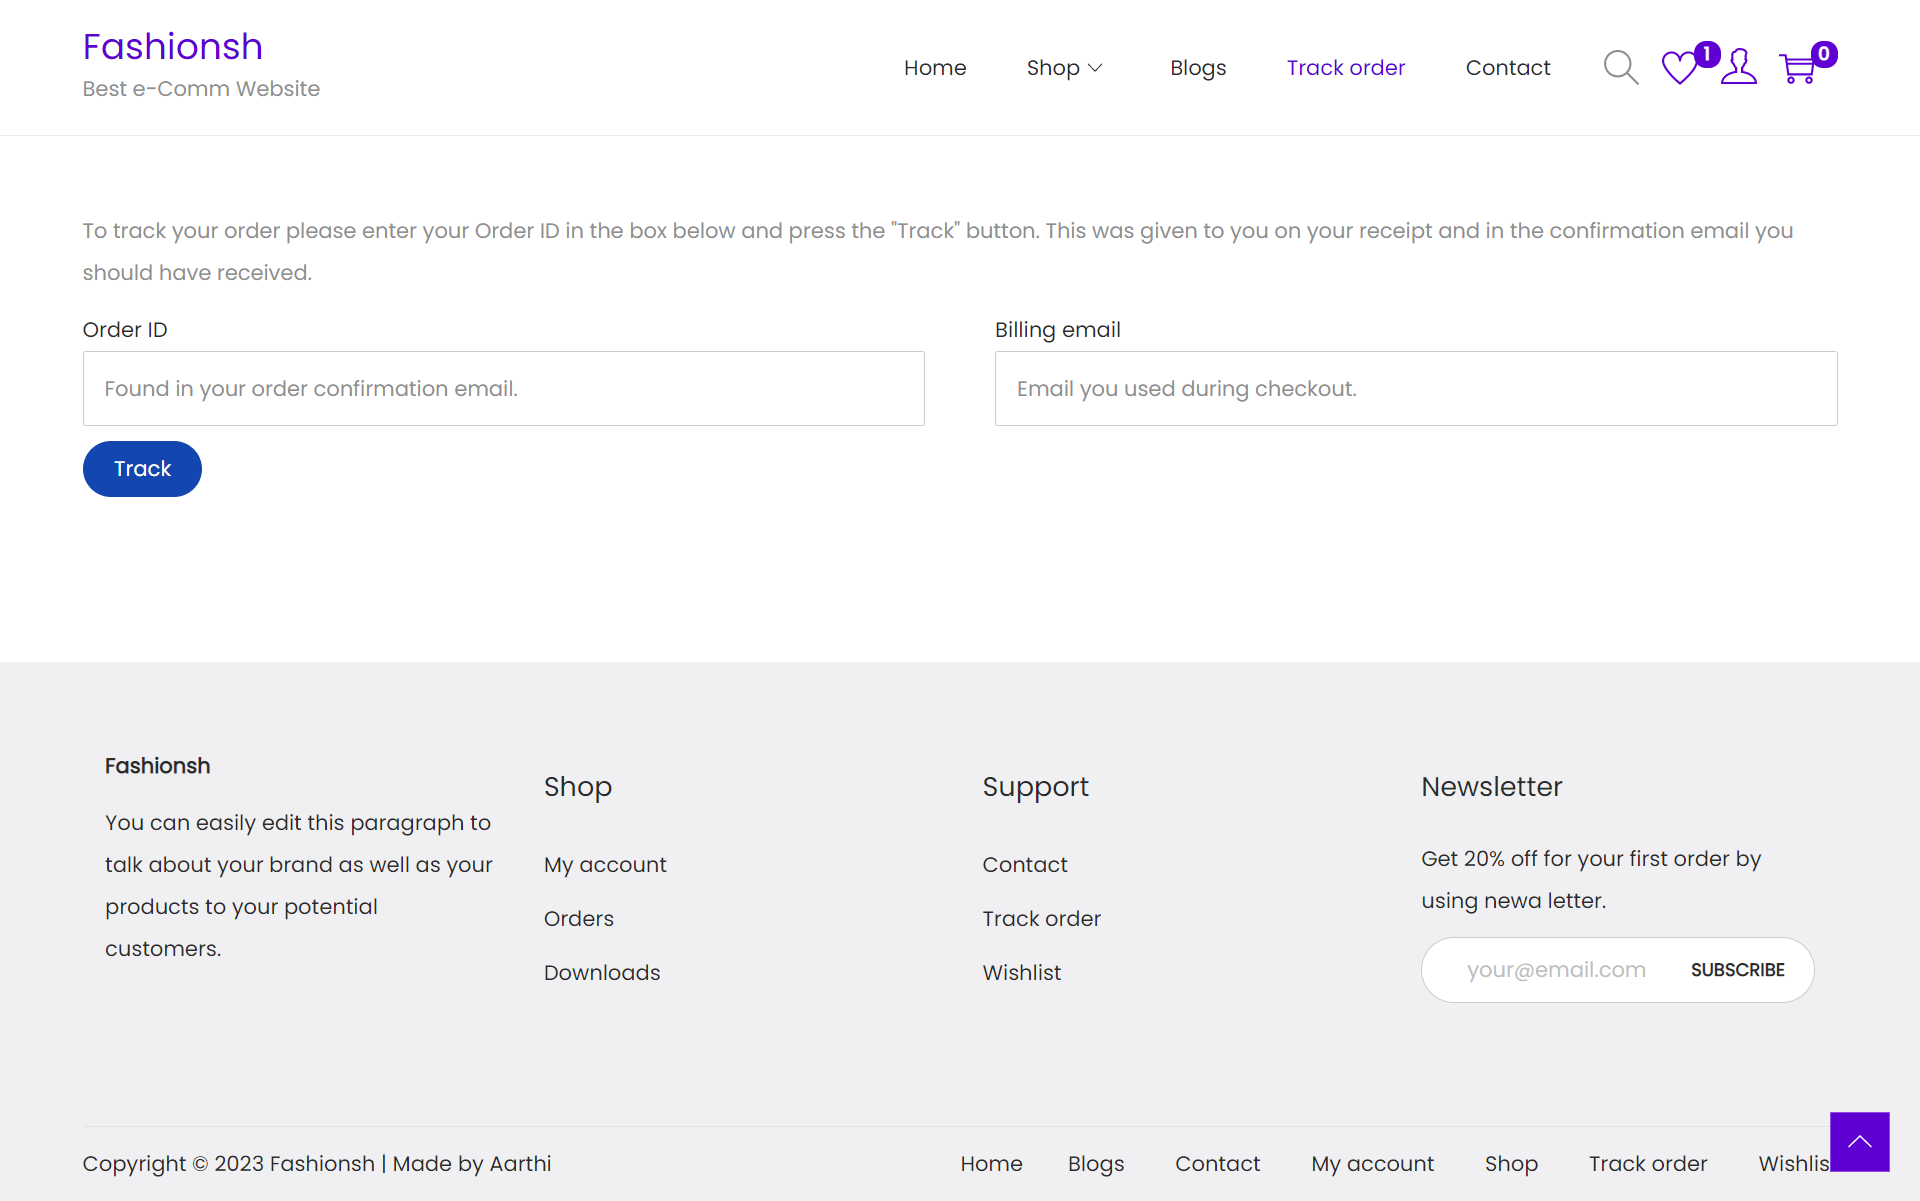 Fashionsh
Best e-Comm Website
Home
Shop
Blogs
Track order
Contact
1
0
To track your order please enter your Order ID in the box below and press the "Track" button. This was given to you on your receipt and in the confirmation email you
should have received.
Order ID
Billing email
Found in your order confirmation email.
Email you used during checkout.
Track
Fashionsh
You can easily edit this paragraph to
talk about your brand as well as your
products to your potential
customers.
Shop
My account
Orders
Downloads
Support
Contact
Track order
Wishlist
Newsletter
Get 20% off for your first order by
using newa letter.
your@email.com
SUBSCRIBE
Copyright © 2023 Fashionsh | Made by Aarthi
Home
Blogs
Contact
My account
Shop
Track order
Wishlis